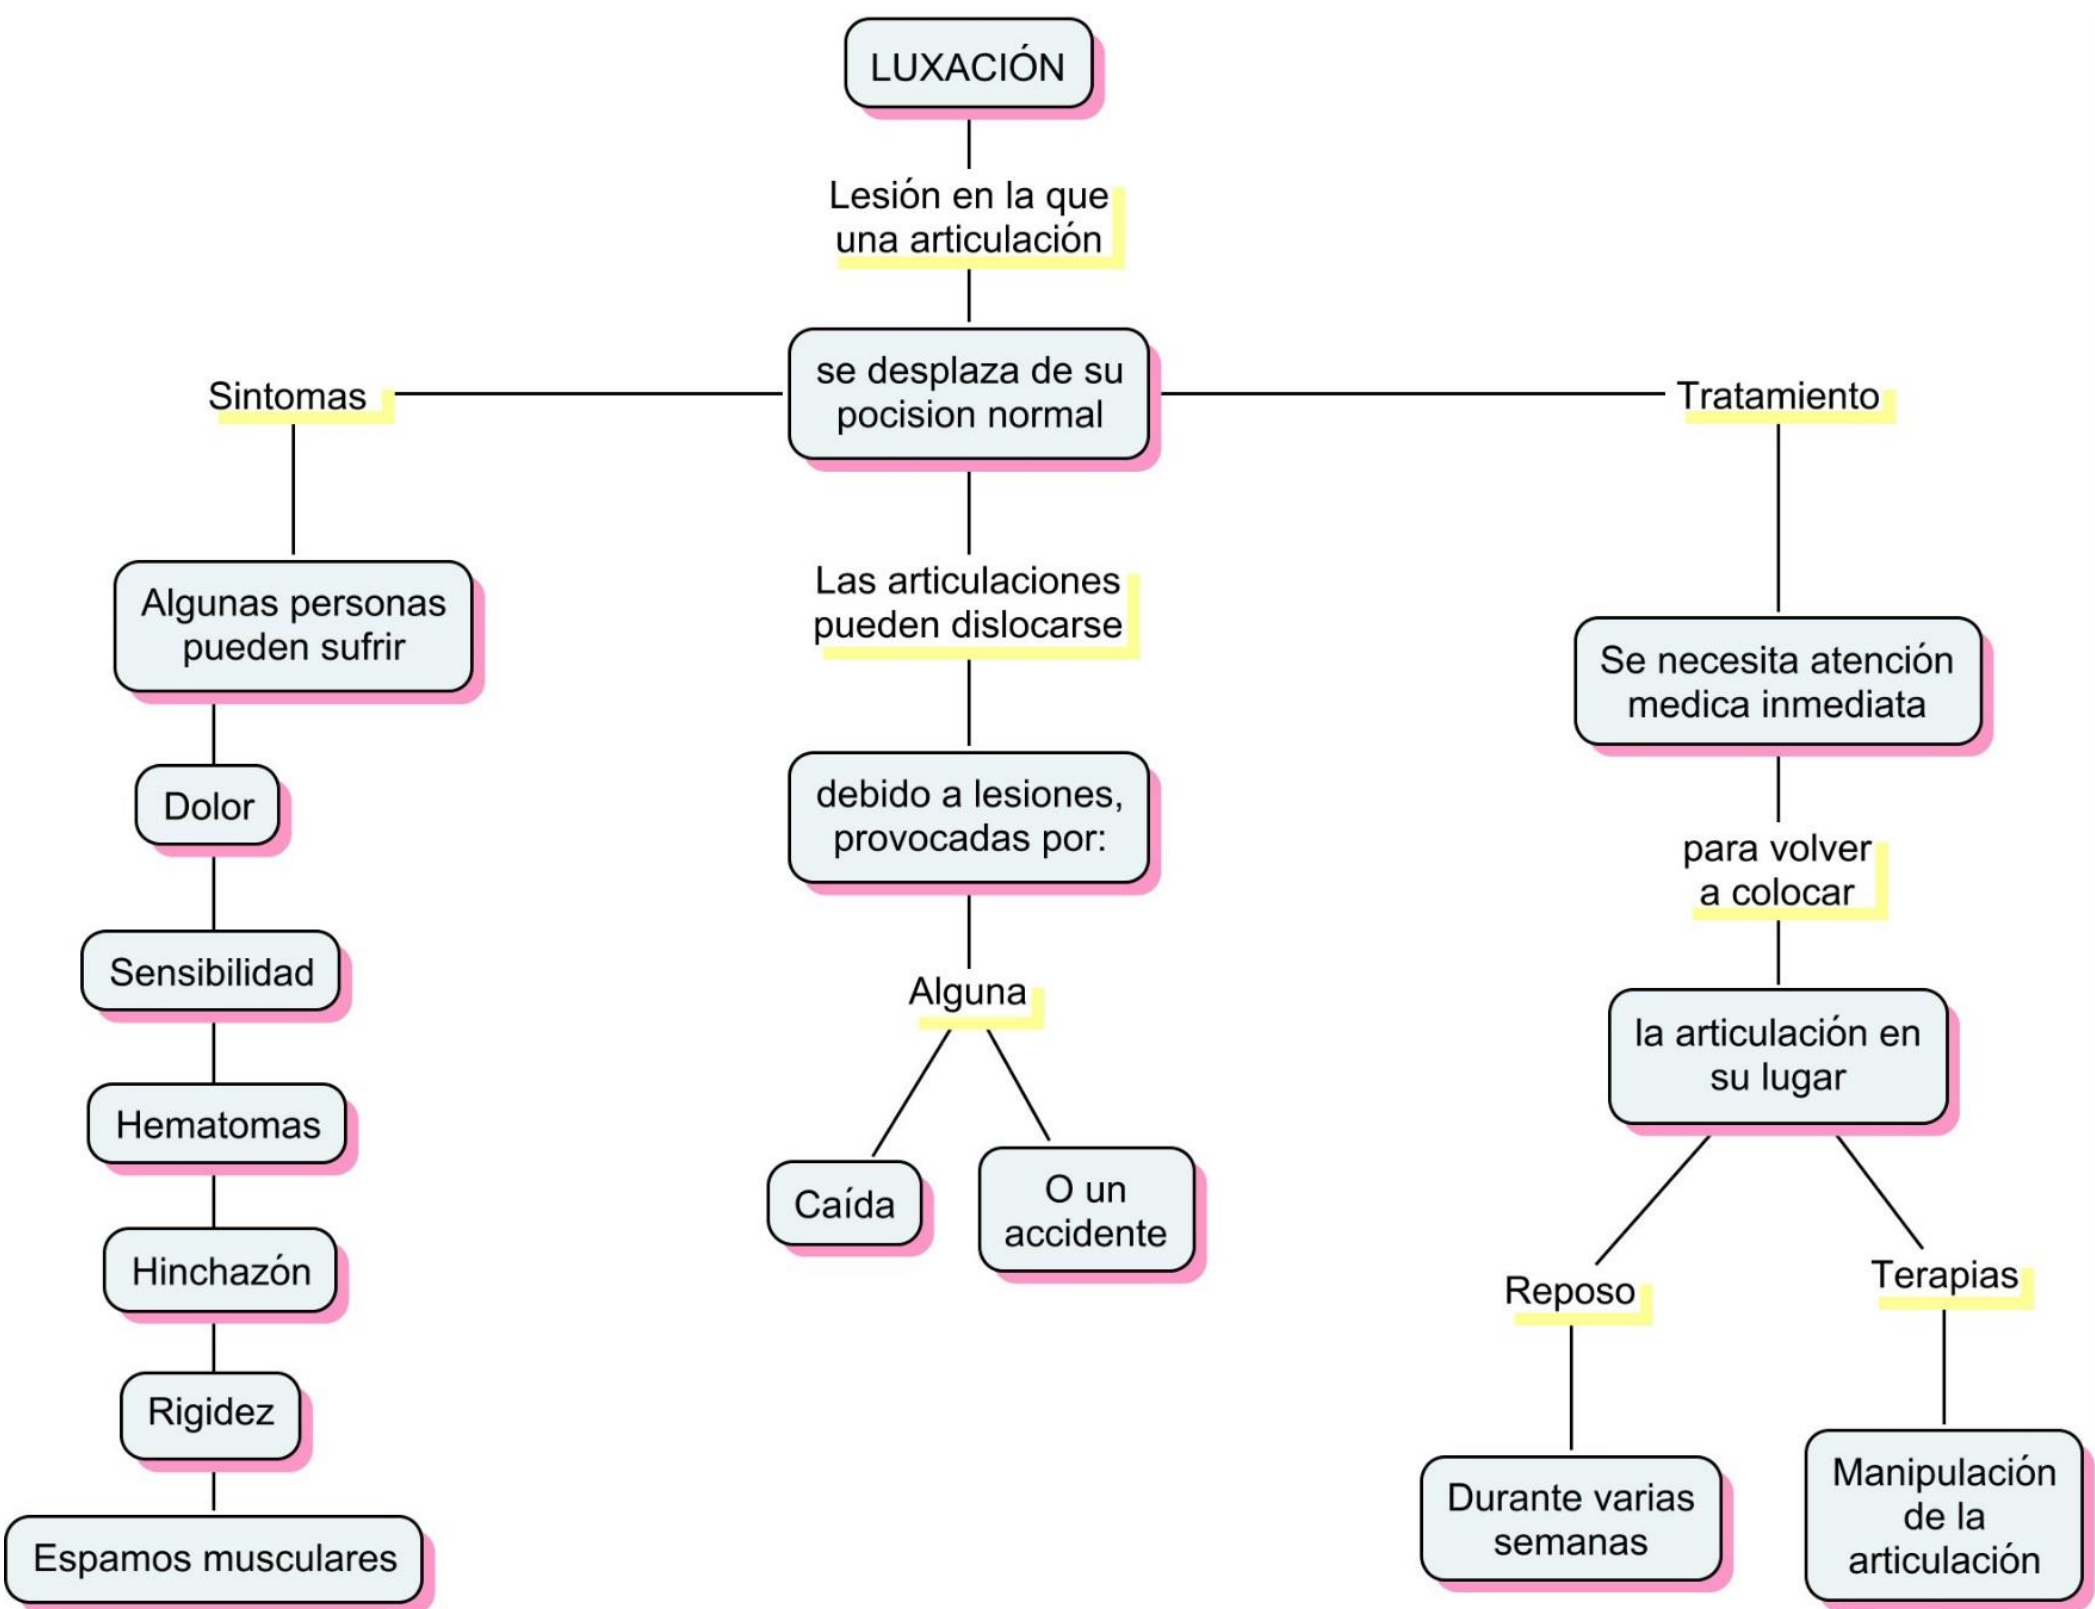 LUXACIÓN
Lesión en la que
una articulación
se desplaza de su
pocision normal
Sintomas
Algunas personas
pueden sufrir
Dolor
Sensibilidad
Hematomas
Hinchazón
Rigidez
Espamos musculares
Las articulaciones
pueden dislocarse
debido a lesiones,
provocadas por:
Alguna
Caída
O un
accidente
Tratamiento
Se necesita atención
medica inmediata
para volver
a colocar
la articulación en
su lugar
Reposo
Durante varias
semanas
Terapias
Manipulación
de la
articulación